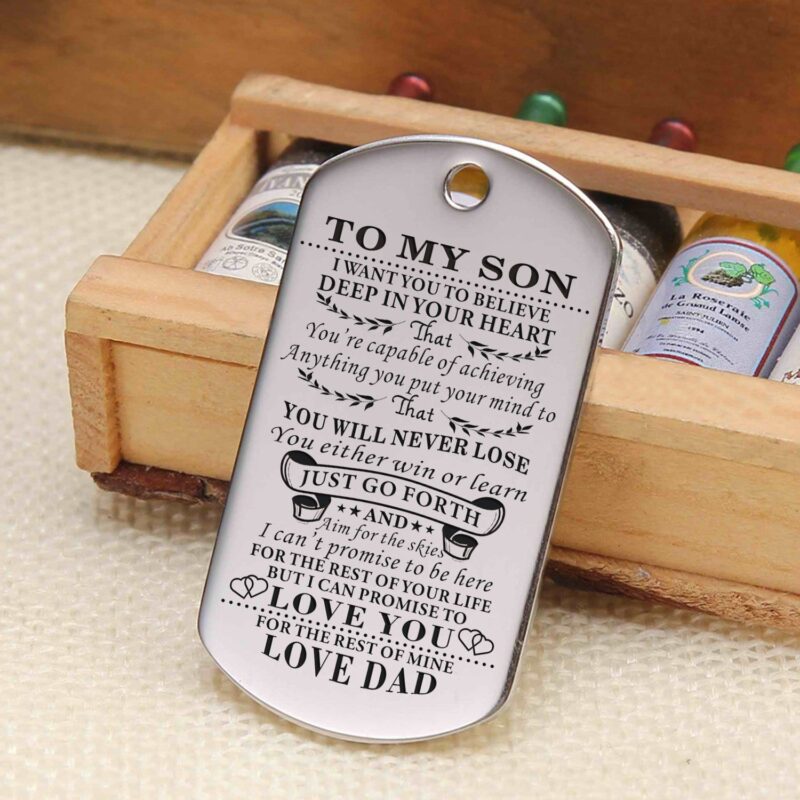 TO MY SON
I WANT YOU TO BELIEVE
DEEP IN YOUR HEART
That
You're capable of achieving
Anything you put your mind to
That
YOU WILL NEVER LOSE
You either win or learn
JUST GO FORTH
AND
Aim for the skies
I can't promise to be here
FOR THE REST OF YOUR LIFE
BUT I CAN PROMISE TO
LOVE YOU
FOR THE REST OF MINE
LOVE DAD
La Roseraie
de Gruaud Larose
SAINT-JULIEN